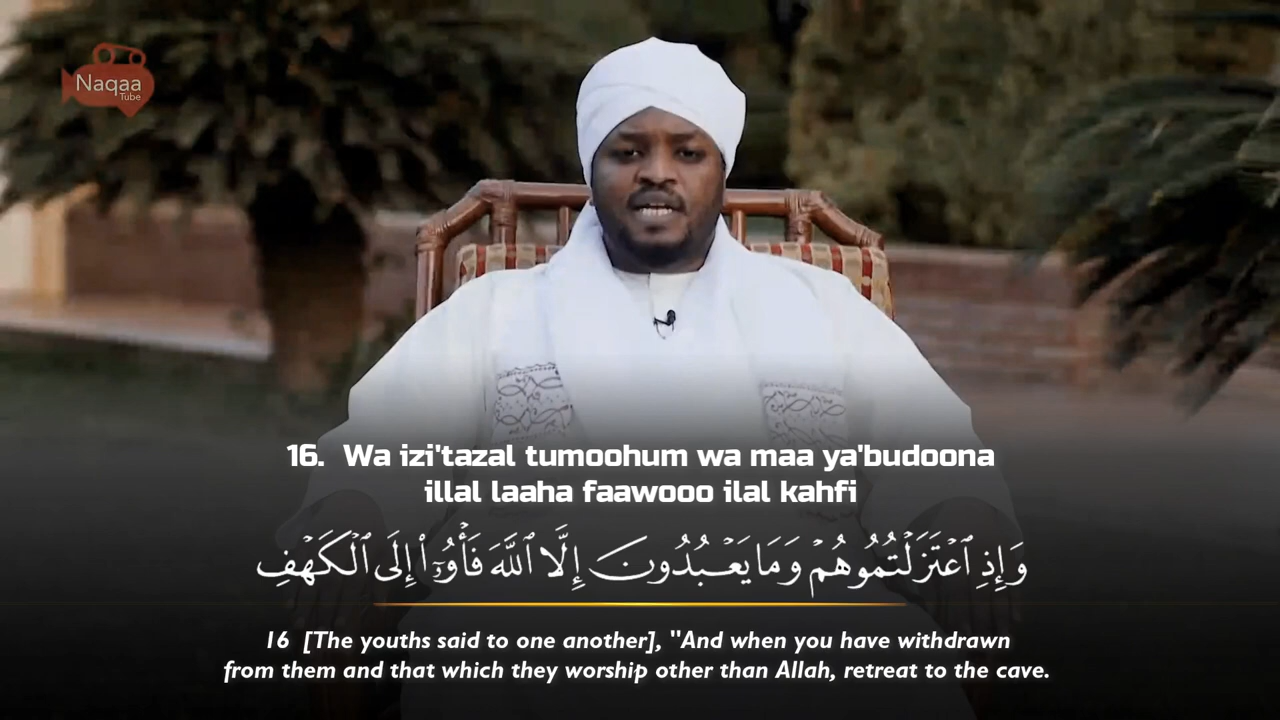 Naqaa
Tube
16. Wa izi'tazal tumoohum wa maa ya'budoona
illal laaha faawooo ilal kahfi
وَإِذِ ٱعْتَزَلْتُمُوهُمْ وَمَا يَعْبُدُونَ إِلَّا ٱللَّهَ فَأْوُۥٓا۟ إِلَى ٱلْكَهْفِ
16 [The youths said to one another], "And when you have withdrawn
from them and that which they worship other than Allah, retreat to the cave.